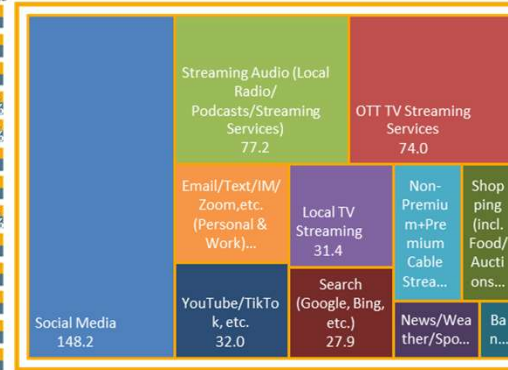 Social Media
148.2
Streaming Audio (Local
Radio/
Podcasts/Streaming
Services)
77.2
OTT TV Streaming
Services
74.0
Email/Text/IM/
Zoom,etc.
(Personal &
Work)...
Local TV
Streaming
31.4
Non-
Premiu
m+Pre
mium
Cable
Strea...
Shop
ping
(incl.
Food/
Aucti
ons...
YouTube/TikTo
k, etc.
32.0
Search
(Google, Bing,
etc.)
27.9
News/Wea
ther/Spo...
Ba
n...